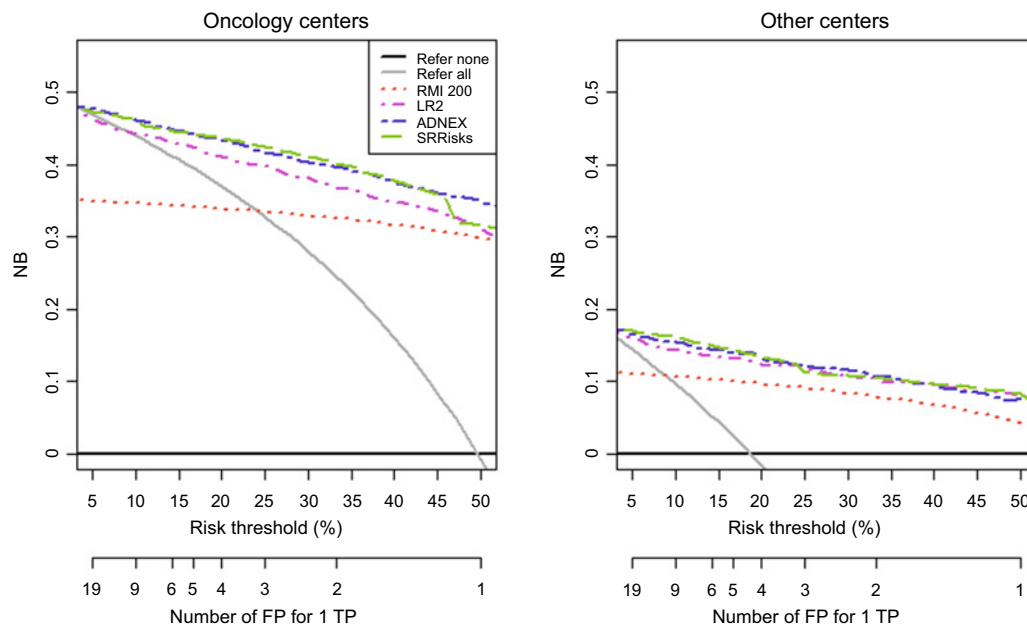 Oncology centers
NB
0 0.1 0.2 0.3 0.4 0.5
Refer none
Refer all
RMI 200
LR2
ADNEX
SRRisks
5 10 15 20 25 30 35 40 45 50
Risk threshold (%)
19 9 6 5 4 3 2 1
Number of FP for 1 TP
Other centers
NB
0 0.1 0.2 0.3 0.4 0.5
5 10 15 20 25 30 35 40 45 50
Risk threshold (%)
19 9 6 5 4 3 2 1
Number of FP for 1 TP